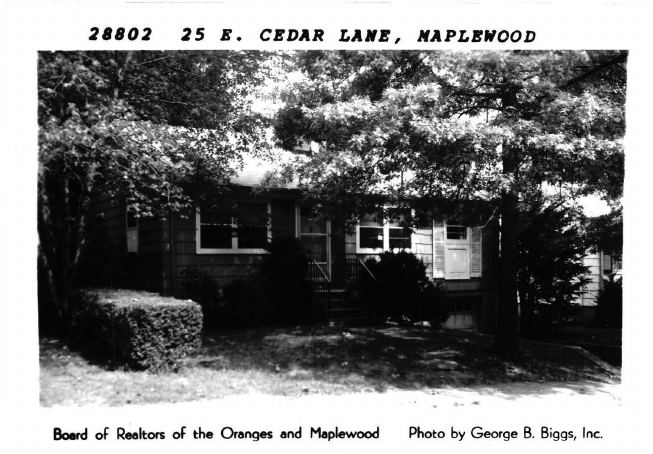 28802 25 E. CEDAR LANE, MAPLEWOOD
Board of Realtors of the Oranges and Maplewood Photo by George B. Biggs, Inc.